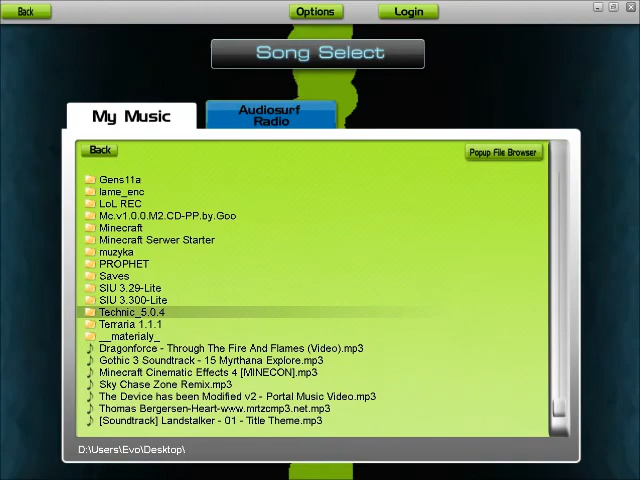 Back
Options
Login
Song Select
My Music
Audiosurf
Radio
Back
Popup File Browser
Gens11a
lame_enc
LoL REC
Mc.v1.0.0.M2.CD-PP.by.Goo
Minecraft
Minecraft Serwer Starter
muzyka
PROPHET
Saves
SIU 3.29-Lite
SIU 3.300-Lite
Technic_5.0.4
Terraria 1.1.1
__materialy_
Dragonforce - Through The Fire And Flames (Video).mp3
Gothic 3 Soundtrack - 15 Myrthana Explore.mp3
Minecraft Cinematic Effects 4 [MINECON].mp3
Sky Chase Zone Remix.mp3
The Device has been Modified v2 - Portal Music Video.mp3
Thomas Bergersen-Heart-www.mrtzcmp3.net.mp3
[Soundtrack] Landstalker - 01 - Title Theme.mp3
D:\Users\Evo\Desktop\